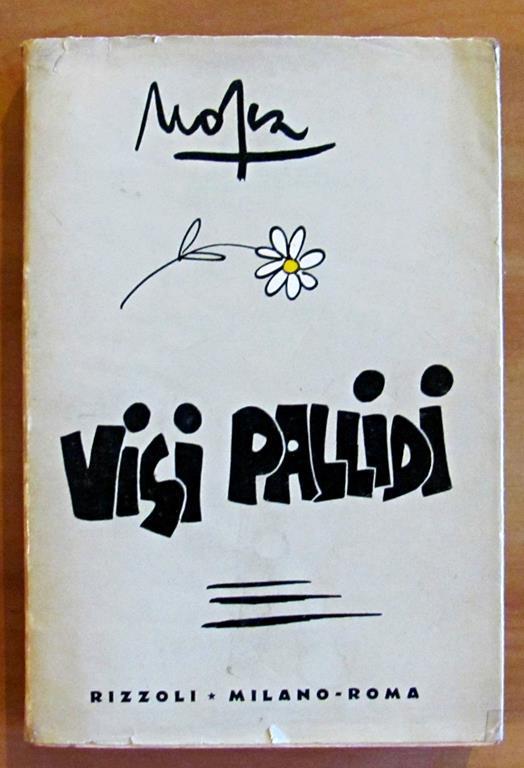 Mosca
VISI PALLIDI
RIZZOLI ★ MILANO-ROMA